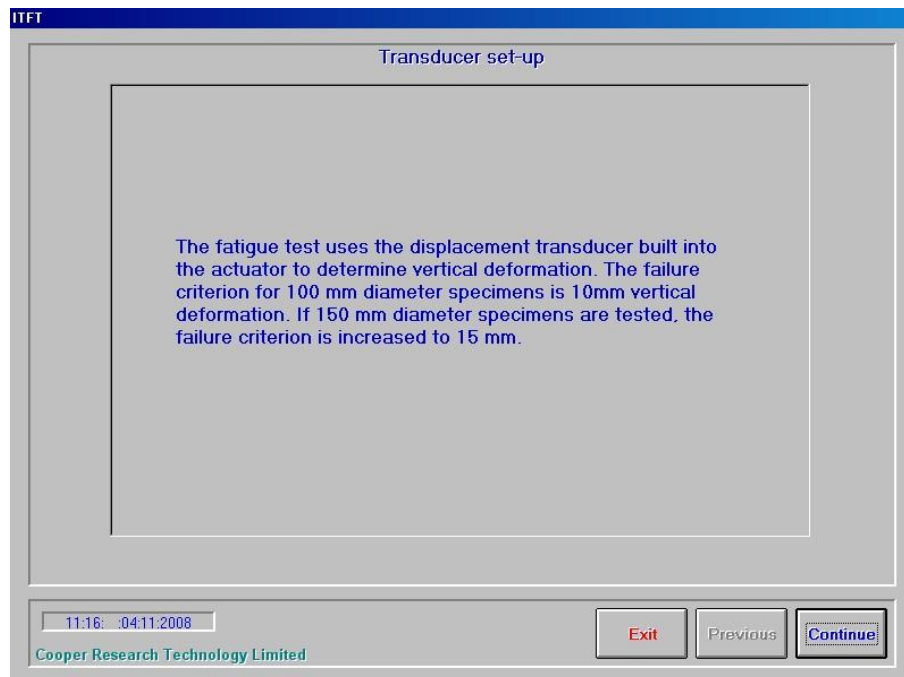 ITFT
Transducer set-up
The fatigue test uses the displacement transducer built into
the actuator to determine vertical deformation. The failure
criterion for 100 mm diameter specimens is 10mm vertical
deformation. If 150 mm diameter specimens are tested, the
failure criterion is increased to 15 mm.
11:16: :04:11:2008
Exit
Previous
Continue
Cooper Research Technology Limited